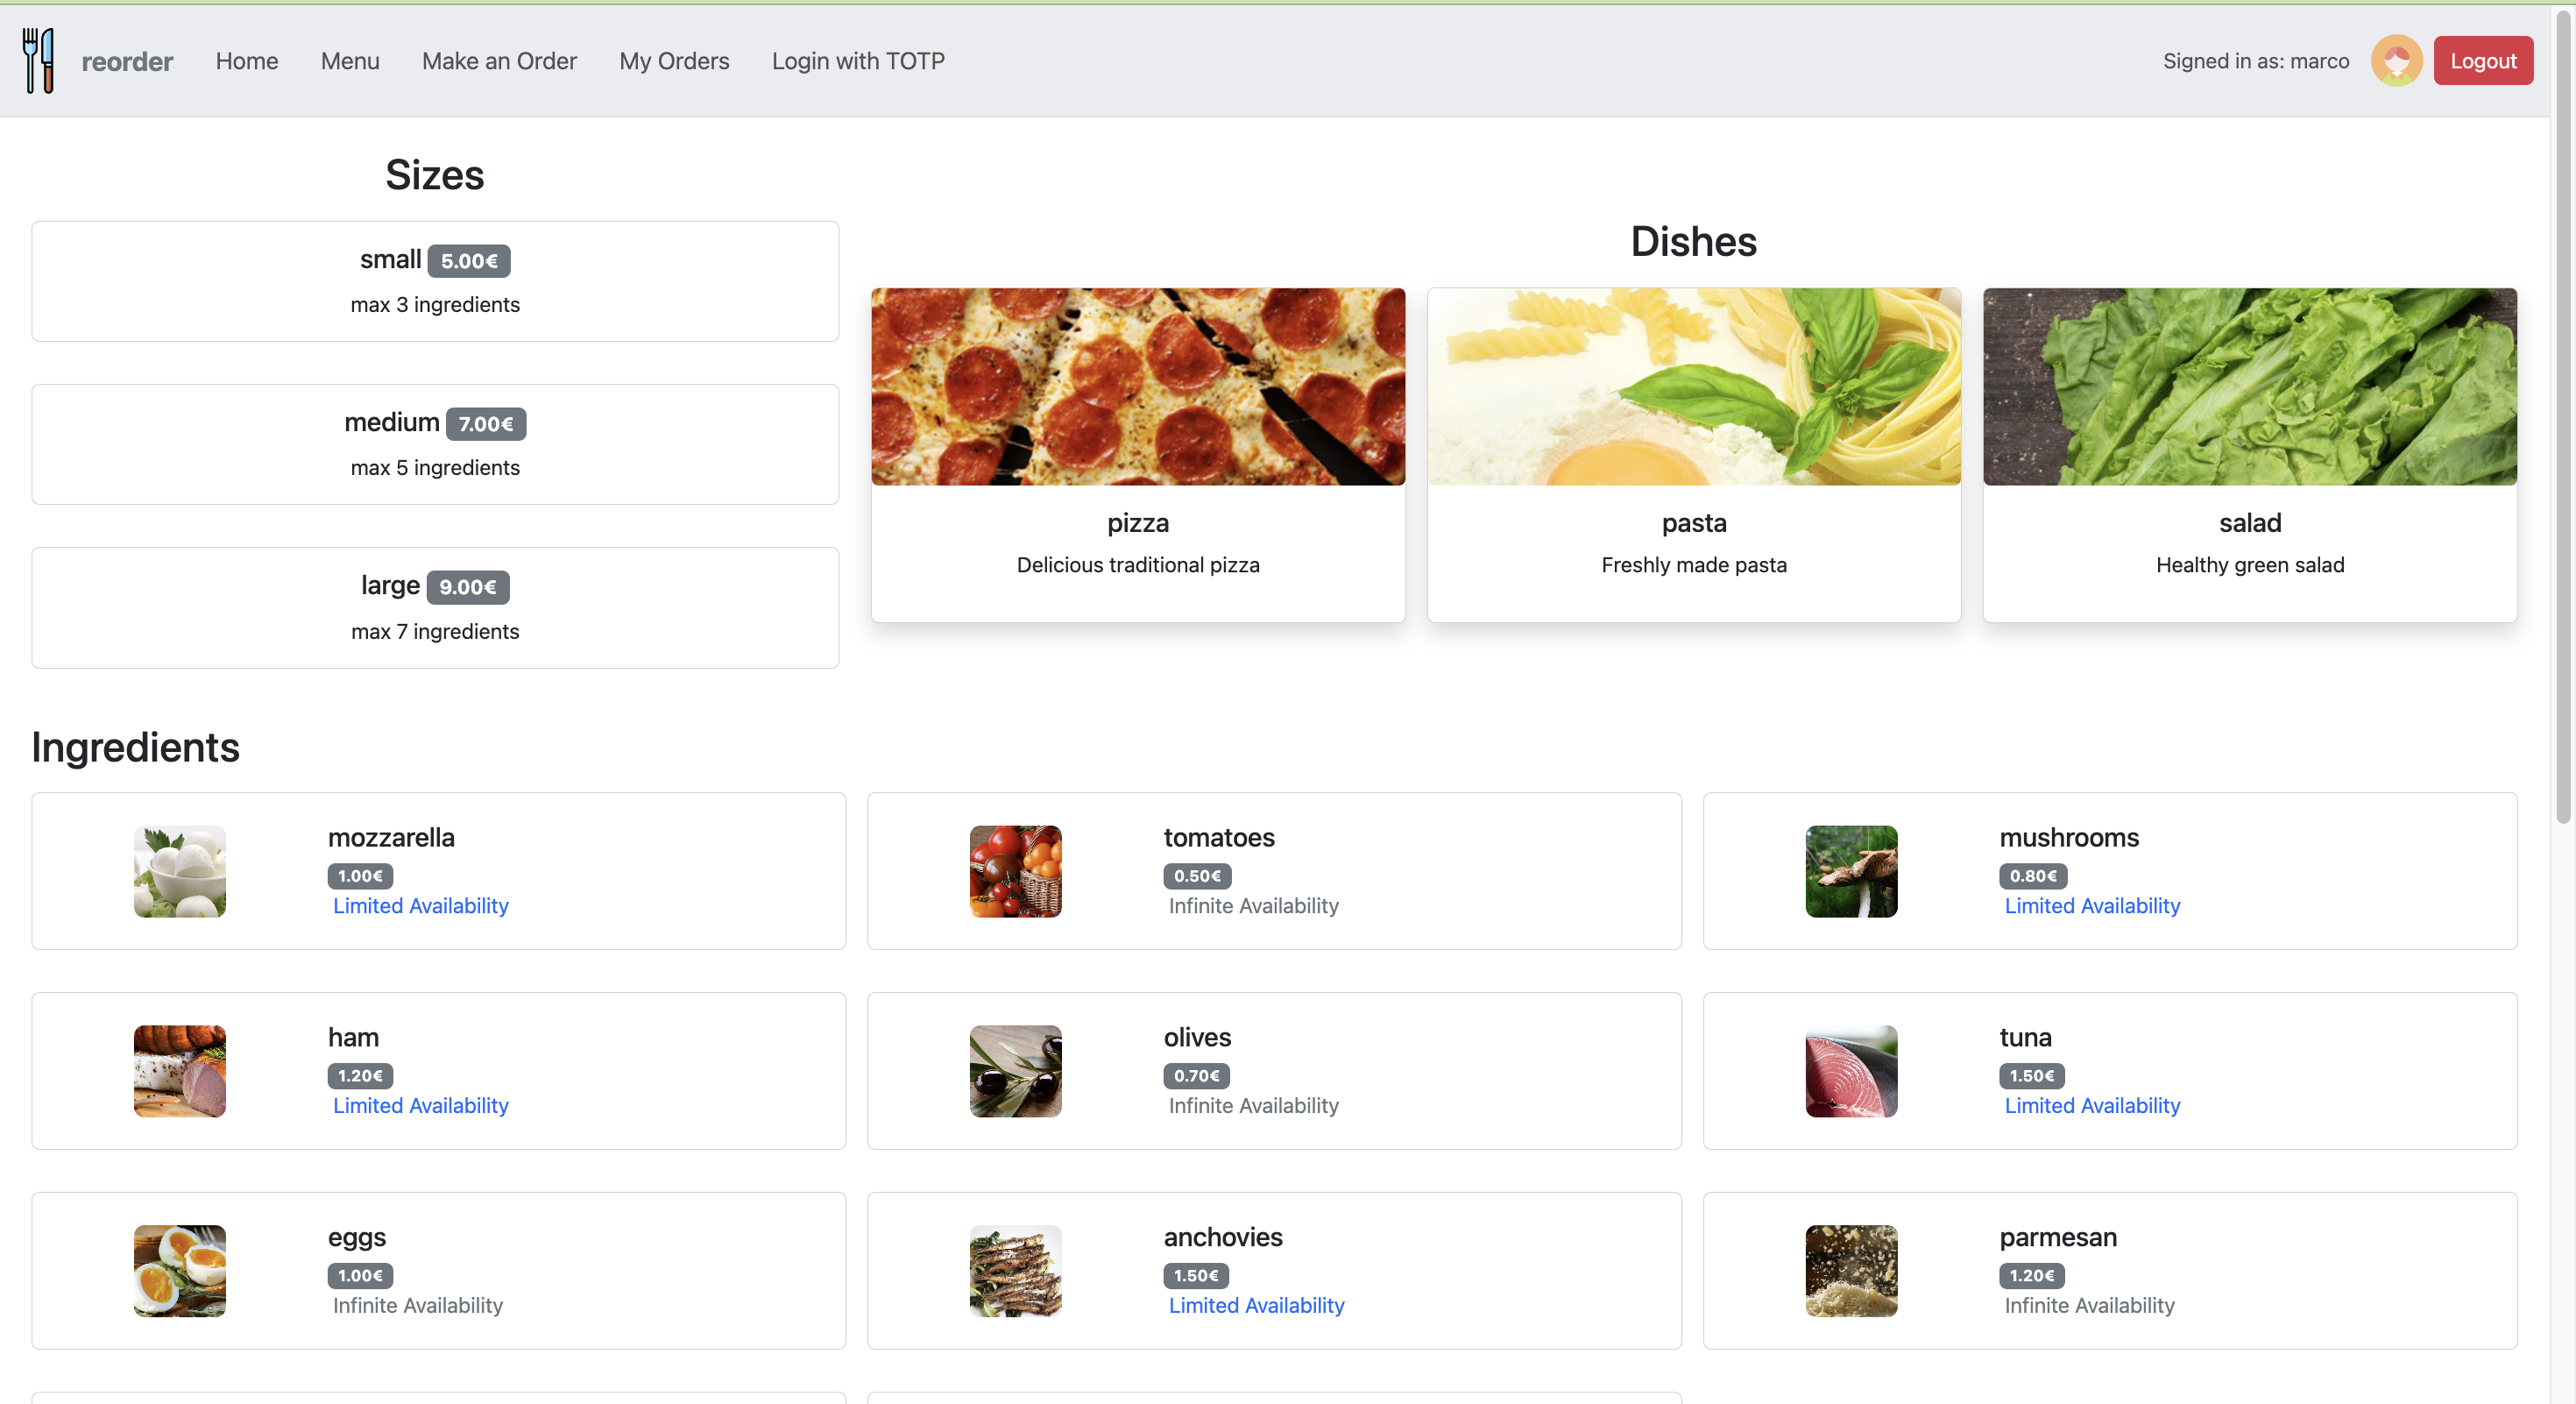 reorder Home Menu Make an Order My Orders Login with TOTP Signed in as: marco Logout
Sizes
small 5.00€
max 3 ingredients
medium 7.00€
max 5 ingredients
large 9.00€
max 7 ingredients
Dishes
pizza
Delicious traditional pizza
pasta
Freshly made pasta
salad
Healthy green salad
Ingredients
mozzarella
1.00€
Limited Availability
tomatoes
0.50€
Infinite Availability
mushrooms
0.80€
Limited Availability
ham
1.20€
Limited Availability
olives
0.70€
Infinite Availability
tuna
1.50€
Limited Availability
eggs
1.00€
Infinite Availability
anchovies
1.50€
Limited Availability
parmesan
1.20€
Infinite Availability